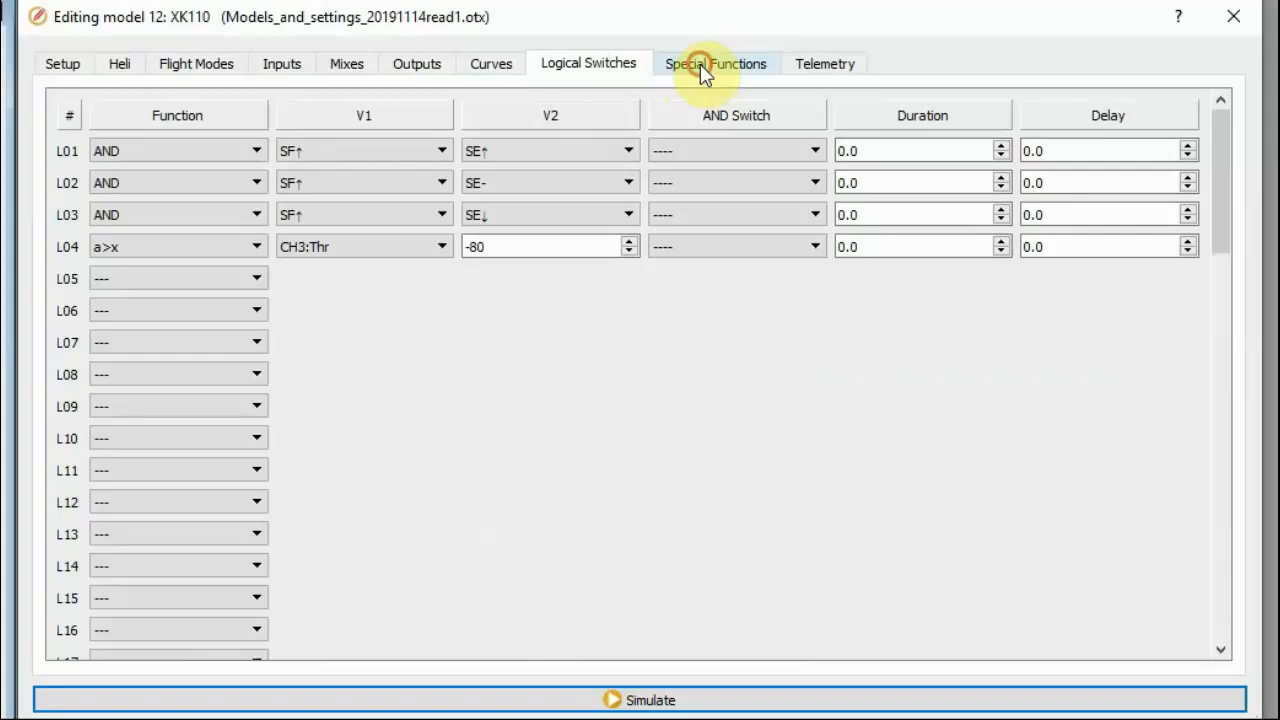 Editing model 12: XK110 (Models_and_settings_20191114read1.otx) ?
Setup Heli Flight Modes Inputs Mixes Outputs Curves Logical Switches Special Functions Telemetry
# Function V1 V2 AND Switch Duration Delay
L01 AND SF↑ SE↑ ---- 0.0 0.0
L02 AND SF↑ SE- ---- 0.0 0.0
L03 AND SF↑ SE↓ ---- 0.0 0.0
L04 a>x CH3:Thr -80 ---- 0.0 0.0
L05 ---
L06 ---
L07 ---
L08 ---
L09 ---
L10 ---
L11 ---
L12 ---
L13 ---
L14 ---
L15 ---
L16 ---
Simulate